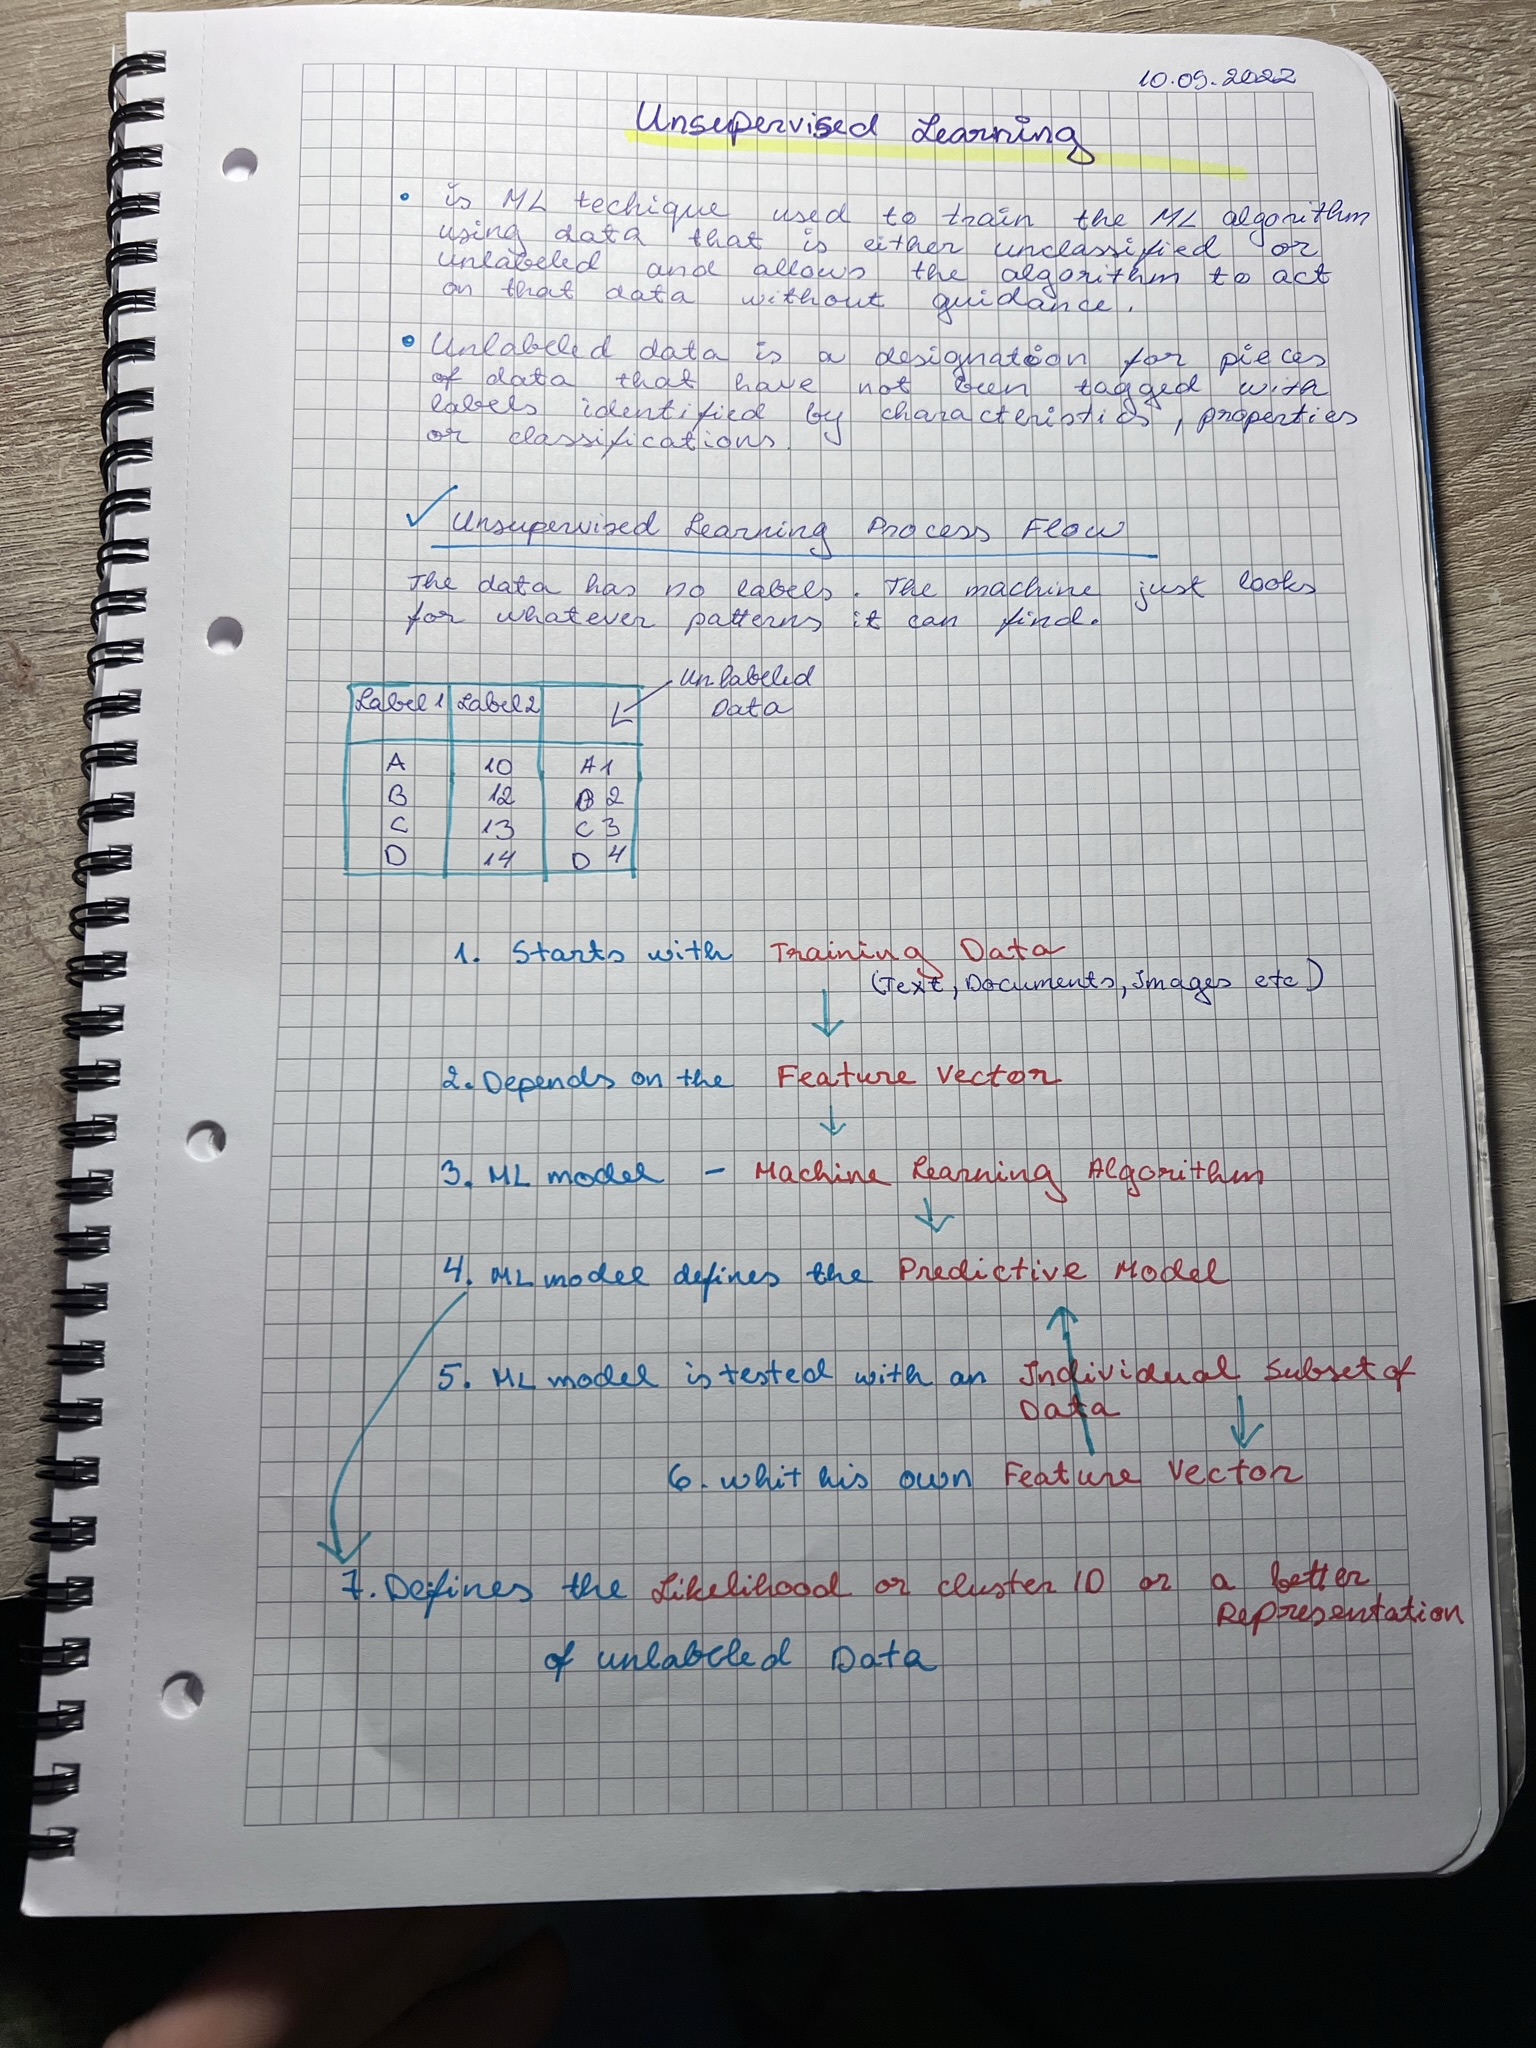 10.09.2022
Unsupervised Learning
• is ML techique used to train the ML algorithm
using data that is either unclassified or
unlabeled and allows the algorithm to act
on that data without guidance.
• Unlabeled data is a designation for pieces
of data that have not been tagged with
labels identified by characteristics, properties
or classifications.
✓ Unsupervised Learning Process Flow
The data has no labels. The machine just looks
for whatever patterns it can find.
Unlabeled
Data
Label 1 Label 2
A 10 A 1
B 12 B 2
C 13 C 3
D 14 D 4
1. Starts with Training Data
(Text, Documents, Images etc)
2. Depends on the Feature Vector
3. ML model - Machine Learning Algorithm
4. ML model defines the Predictive Model
5. ML model is tested with an Individual Subset of
Data
6. whit his own Feature Vector
7. Defines the Likelihood or cluster ID or a better
Representation
of unlabeled Data